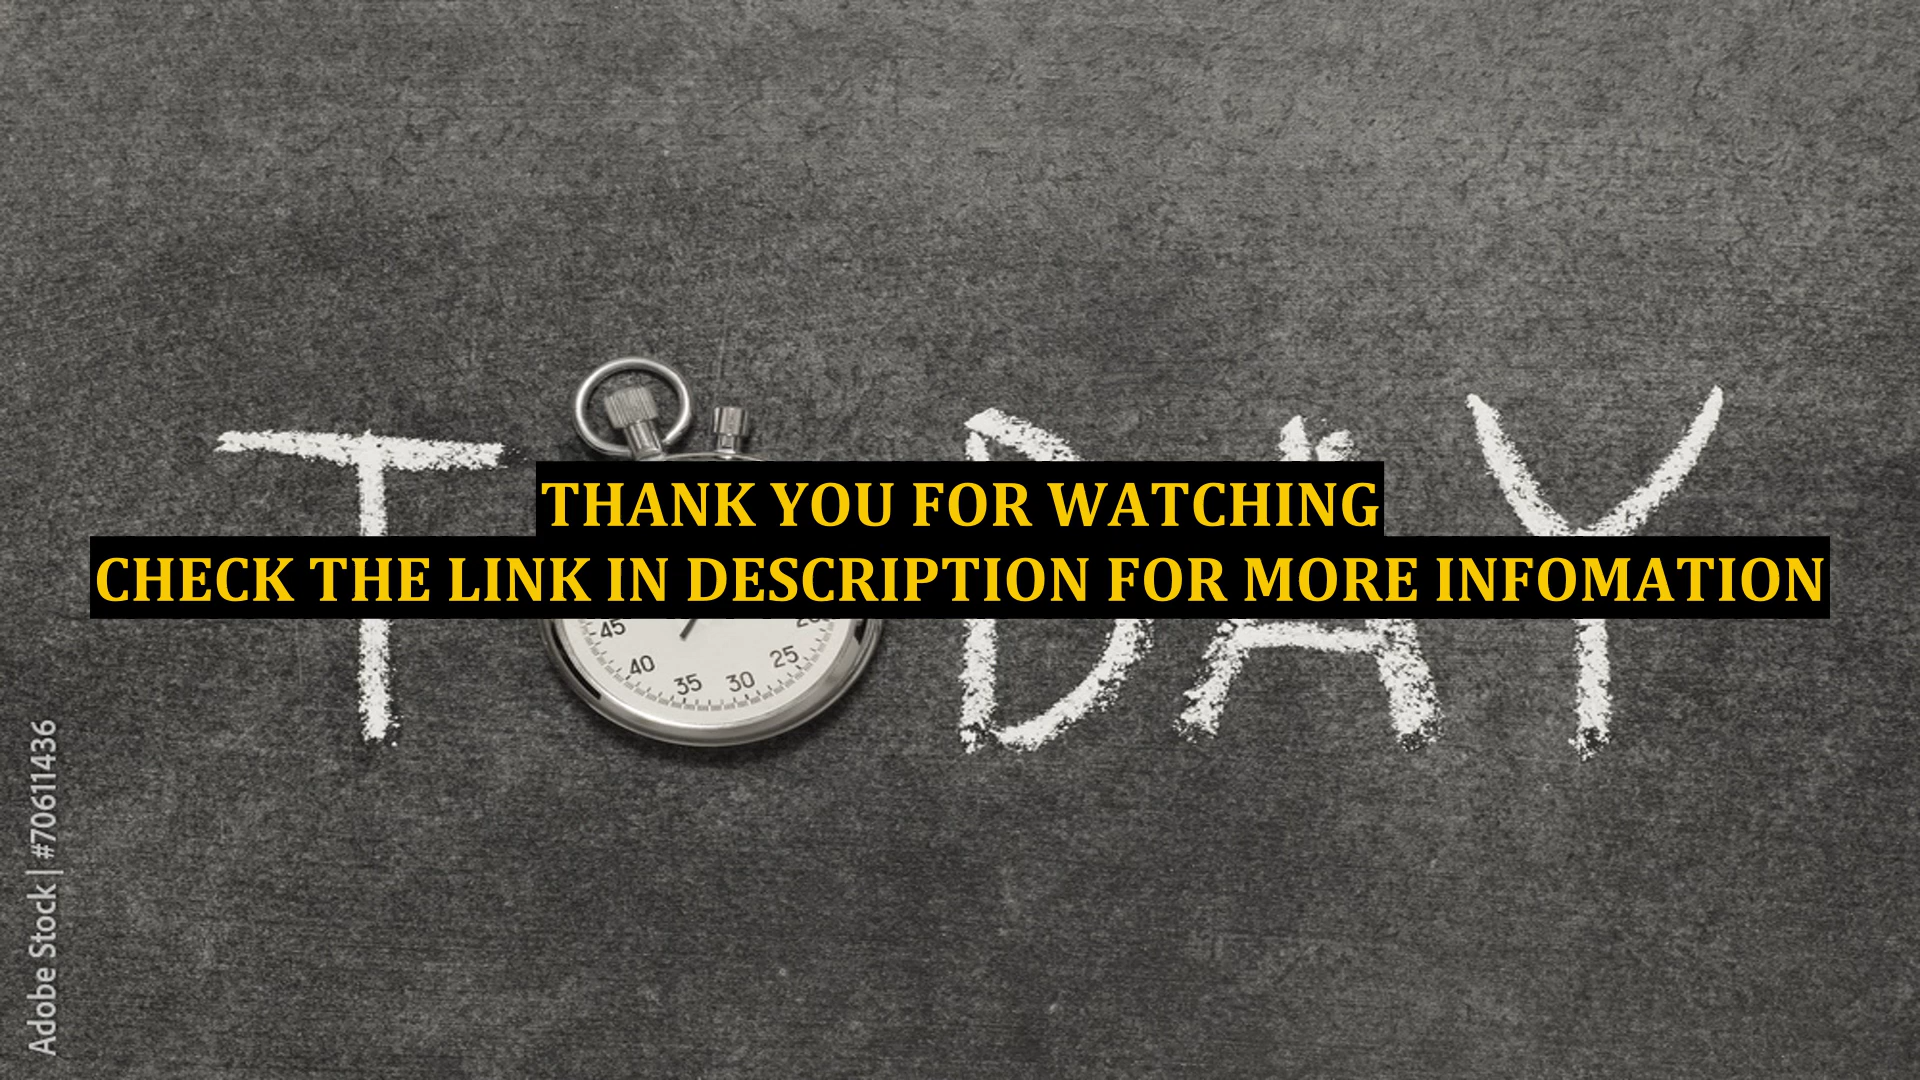 T DAY
THANK YOU FOR WATCHING
CHECK THE LINK IN DESCRIPTION FOR MORE INFOMATION
45
40
35
30
25
Adobe Stock | #70611436